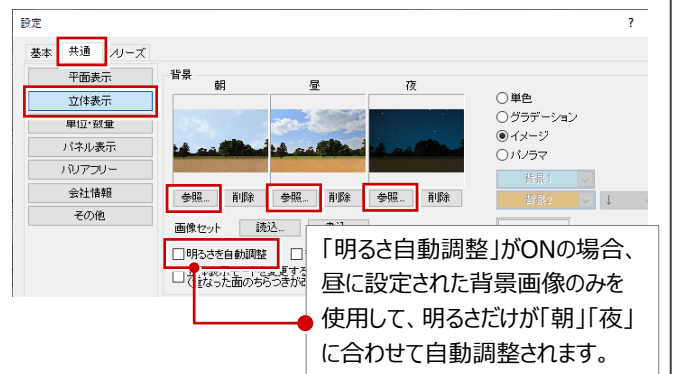 設定
?
基本 共通 シリーズ
平面表示
立体表示
単位・数量
パネル表示
バリアフリー
会社情報
その他
背景
朝 昼 夜
参照... 削除 参照... 削除 参照... 削除
画像セット 読込...
単色
グラデーション
イメージ
パノラマ
背景1
背景2 ↓
明るさを自動調整
「明るさ自動調整」がONの場合、
昼に設定された背景画像のみを
使用して、明るさだけが「朝」「夜」
に合わせて自動調整されます。